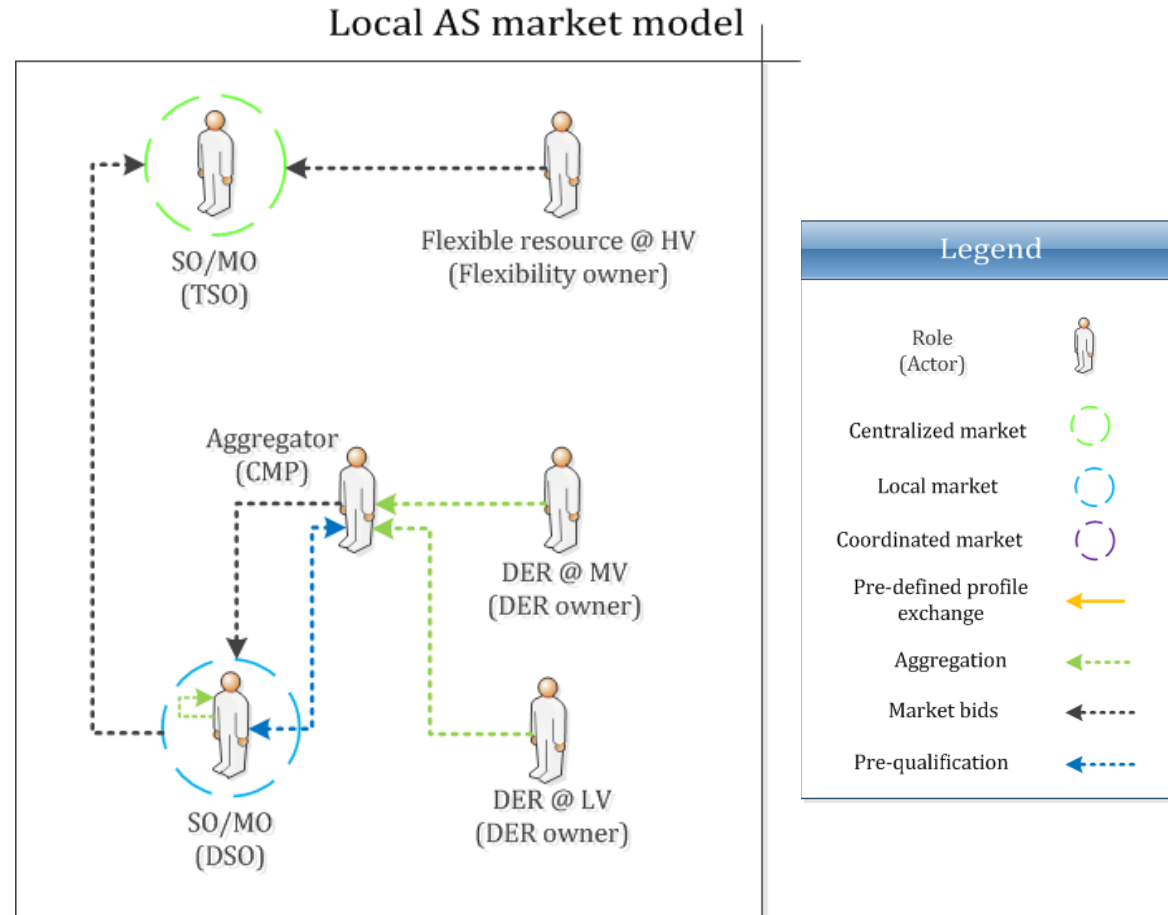 Local AS market model
SO/MO
(TSO)
Flexible resource @ HV
(Flexibility owner)
Aggregator
(CMP)
DER @ MV
(DER owner)
SO/MO
(DSO)
DER @ LV
(DER owner)
Legend
Role
(Actor)
Centralized market
Local market
Coordinated market
Pre-defined profile
exchange
Aggregation
Market bids
Pre-qualification